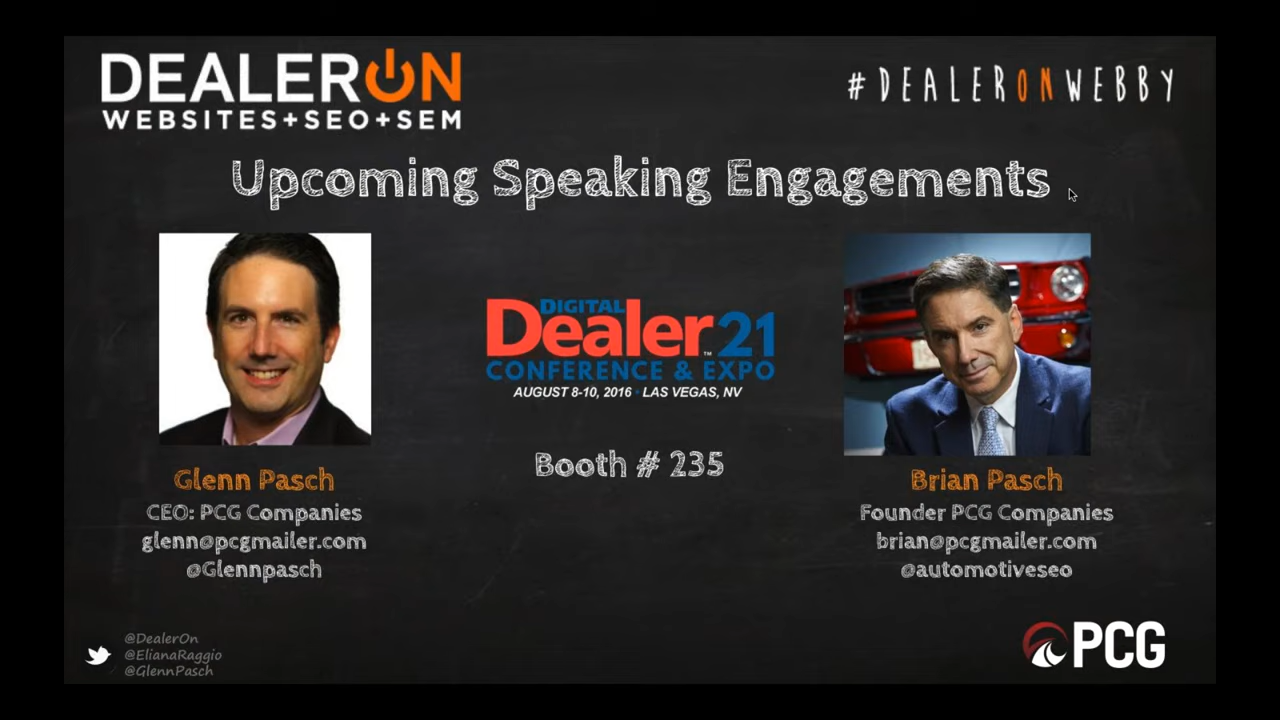 DEALERON
WEBSITES+SEO+SEM
#DEALERONWEBBY
Upcoming Speaking Engagements
DIGITAL
Dealer™21
CONFERENCE & EXPO
AUGUST 8-10, 2016 • LAS VEGAS, NV
Booth # 235
Glenn Pasch
CEO: PCG Companies
glenn@pcgmailer.com
@Glennpasch
Brian Pasch
Founder PCG Companies
brian@pcgmailer.com
@automotiveseo
@DealerOn
@ElianaRaggio
@GlennPasch
PCG